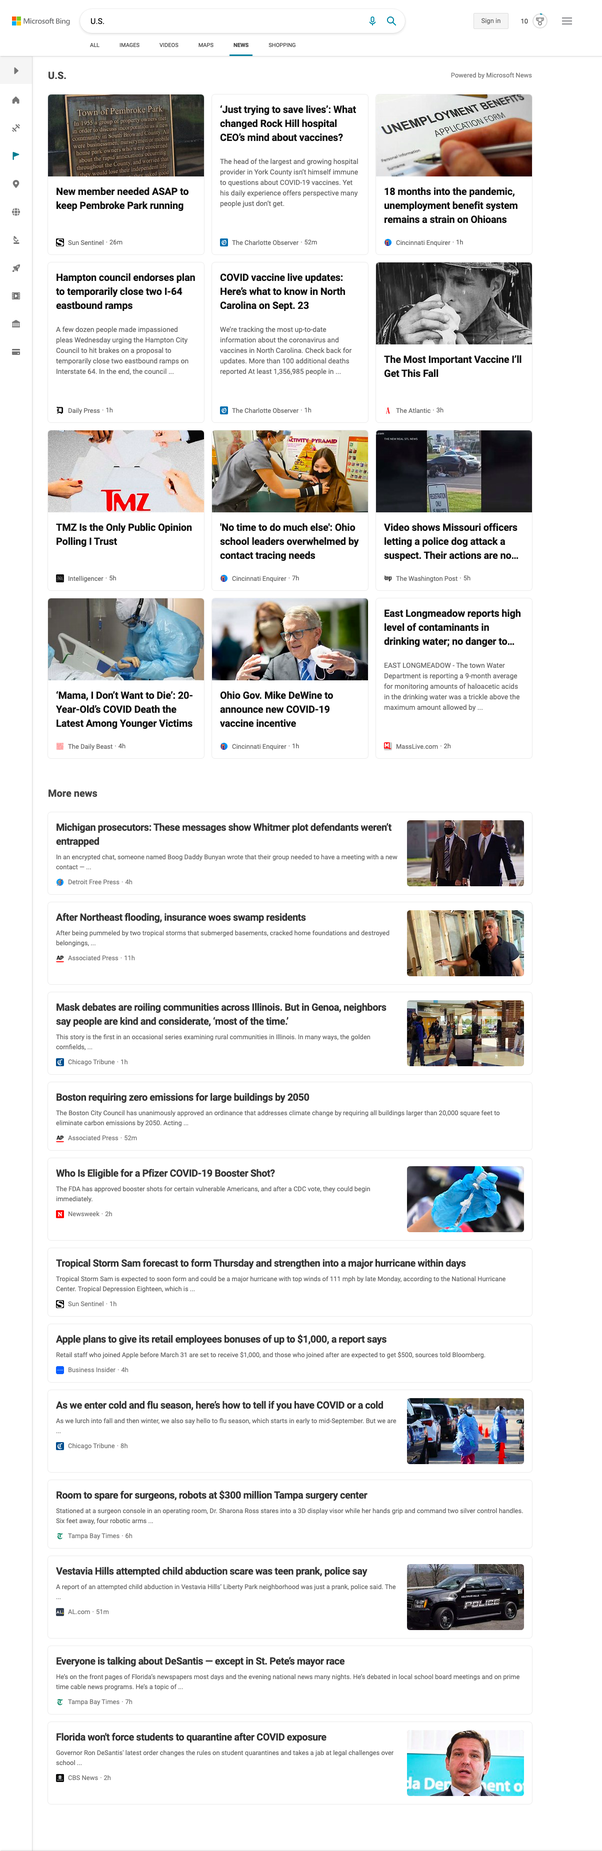 Microsoft Bing
U.S.
Sign in
10
ALL IMAGES VIDEOS MAPS NEWS SHOPPING
U.S.
Powered by Microsoft News
Town of Pembroke Park
New member needed ASAP to
keep Pembroke Park running
Sun Sentinel · 26m
‘Just trying to save lives’: What
changed Rock Hill hospital
CEO’s mind about vaccines?
The head of the largest and growing hospital
provider in York County isn’t himself immune
to questions about COVID-19 vaccines. Yet
his daily experience offers perspective many
people just don’t get.
The Charlotte Observer · 52m
UNEMPLOYMENT BENEFITS
APPLICATION FORM
18 months into the pandemic,
unemployment benefit system
remains a strain on Ohioans
Cincinnati Enquirer · 1h
Hampton council endorses plan
to temporarily close two I-64
eastbound ramps
A few dozen people made impassioned
pleas Wednesday urging the Hampton City
Council to hit brakes on a proposal to
temporarily close two eastbound ramps on
Interstate 64. In the end, the council ...
Daily Press · 1h
COVID vaccine live updates:
Here’s what to know in North
Carolina on Sept. 23
We’re tracking the most up-to-date
information about the coronavirus and
vaccines in North Carolina. Check back for
updates. More than 100 additional deaths
reported At least 1,356,985 people in ...
The Charlotte Observer · 1h
The Most Important Vaccine I’ll
Get This Fall
The Atlantic · 3h
TMZ
TMZ Is the Only Public Opinion
Polling I Trust
Intelligencer · 5h
ACTIVITY PYRAMID
'No time to do much else': Ohio
school leaders overwhelmed by
contact tracing needs
Cincinnati Enquirer · 7h
Video shows Missouri officers
letting a police dog attack a
suspect. Their actions are no...
The Washington Post · 5h
‘Mama, I Don’t Want to Die’: 20-
Year-Old’s COVID Death the
Latest Among Younger Victims
The Daily Beast · 4h
Ohio Gov. Mike DeWine to
announce new COVID-19
vaccine incentive
Cincinnati Enquirer · 1h
East Longmeadow reports high
level of contaminants in
drinking water; no danger to...
EAST LONGMEADOW - The town Water
Department is reporting a 9-month average
for monitoring amounts of haloacetic acids
in the drinking water was a trickle above the
maximum amount allowed by ...
MassLive.com · 2h
More news
Michigan prosecutors: These messages show Whitmer plot defendants weren’t
entrapped
In an encrypted chat, someone named Boog Daddy Bunyan wrote that their group needed to have a meeting with a new
contact — ...
Detroit Free Press · 4h
After Northeast flooding, insurance woes swamp residents
After being pummeled by two tropical storms that submerged basements, cracked home foundations and destroyed
belongings, ...
AP Associated Press · 11h
Mask debates are roiling communities across Illinois. But in Genoa, neighbors
say people are kind and considerate, ‘most of the time.’
This story is the first in an occasional series examining rural communities in Illinois. In many ways, the golden
cornfields, ...
Chicago Tribune · 1h
Boston requiring zero emissions for large buildings by 2050
The Boston City Council has unanimously approved an ordinance that addresses climate change by requiring all buildings larger than 20,000 square feet to
eliminate carbon emissions by 2050. Acting ...
AP Associated Press · 52m
Who Is Eligible for a Pfizer COVID-19 Booster Shot?
The FDA has approved booster shots for certain vulnerable Americans, and after a CDC vote, they could begin
immediately.
N Newsweek · 2h
Tropical Storm Sam forecast to form Thursday and strengthen into a major hurricane within days
Tropical Storm Sam is expected to soon form and could be a major hurricane with top winds of 111 mph by late Monday, according to the National Hurricane
Center. Tropical Depression Eighteen, which is ...
Sun Sentinel · 1h
Apple plans to give its retail employees bonuses of up to $1,000, a report says
Retail staff who joined Apple before March 31 are set to receive $1,000, and those who joined after are expected to get $500, sources told Bloomberg.
Business Insider · 4h
As we enter cold and flu season, here’s how to tell if you have COVID or a cold
As we lurch into fall and then winter, we also say hello to flu season, which starts in early to mid-September. But we are
...
Chicago Tribune · 8h
Room to spare for surgeons, robots at $300 million Tampa surgery center
Stationed at a surgeon console in an operating room, Dr. Sharona Ross stares into a 3D display visor while her hands grip and command two silver control handles.
Six feet away, four robotic arms ...
Tampa Bay Times · 6h
Vestavia Hills attempted child abduction scare was teen prank, police say
A report of an attempted child abduction in Vestavia Hills’ Liberty Park neighborhood was just a prank, police said. The
...
AL.com · 51m
POLICE
Everyone is talking about DeSantis — except in St. Pete’s mayor race
He’s on the front pages of Florida’s newspapers most days and the evening national news many nights. He’s debated in local school board meetings and on prime
time cable news programs. He’s a topic of ...
Tampa Bay Times · 7h
Florida won't force students to quarantine after COVID exposure
Governor Ron DeSantis' latest order changes the rules on student quarantines and takes a jab at legal challenges over
school ...
CBS News · 2h